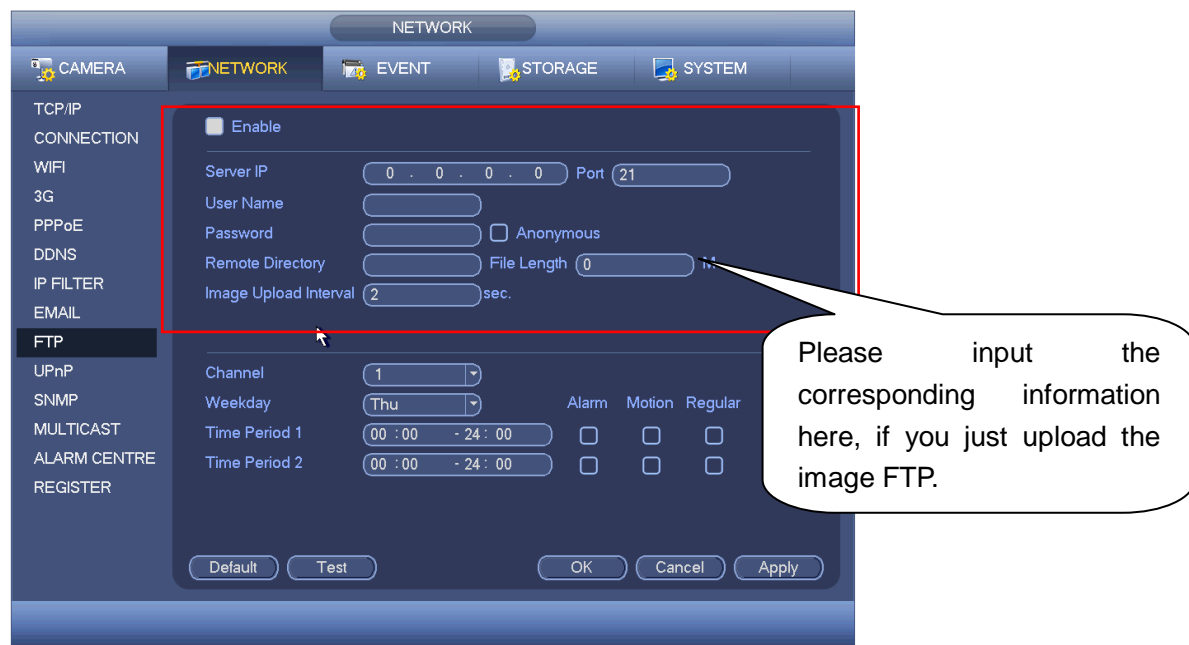 NETWORK
CAMERA NETWORK EVENT STORAGE SYSTEM
TCP/IP
CONNECTION
WIFI
3G
PPPoE
DDNS
IP FILTER
EMAIL
FTP
UPnP
SNMP
MULTICAST
ALARM CENTRE
REGISTER
Enable
Server IP 0 . 0 . 0 . 0 Port 21
User Name
Password Anonymous
Remote Directory File Length 0 M
Image Upload Interval 2 sec.
Channel 1
Weekday Thu Alarm Motion Regular
Time Period 1 00 :00 - 24 : 00
Time Period 2 00 :00 - 24 : 00
Default Test OK Cancel Apply
Please input the
corresponding information
here, if you just upload the
image FTP.